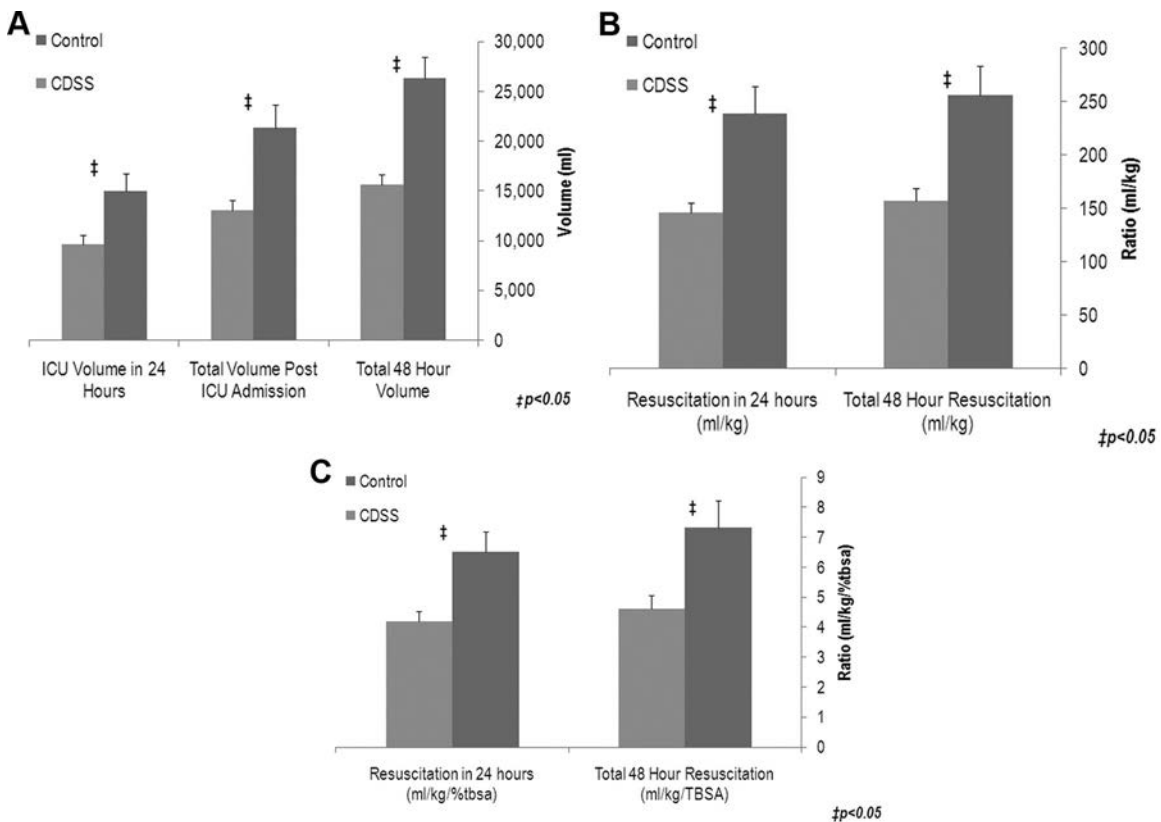 A
Control
CDSS
30,000
25,000
20,000
15,000
10,000
5,000
0
Volume (ml)
‡
‡
‡
ICU Volume in 24
Hours
Total Volume Post
ICU Admission
Total 48 Hour
Volume
‡p<0.05
B
Control
CDSS
300
250
200
150
100
50
0
Ratio (ml/kg)
‡
‡
Resuscitation in 24 hours
(ml/kg)
Total 48 Hour Resuscitation
(ml/kg)
‡p<0.05
C
Control
CDSS
9
8
7
6
5
4
3
2
1
0
Ratio (ml/kg/%tbsa)
‡
‡
Resuscitation in 24 hours
(ml/kg/%tbsa)
Total 48 Hour Resuscitation
(ml/kg/TBSA)
‡p<0.05